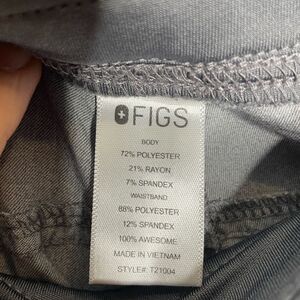 FIGS
BODY
72% POLYESTER
21% RAYON
7% SPANDEX
WAISTBAND
88% POLYESTER
12% SPANDEX
100% AWESOME
MADE IN VIETNAM
STYLE#: T21004